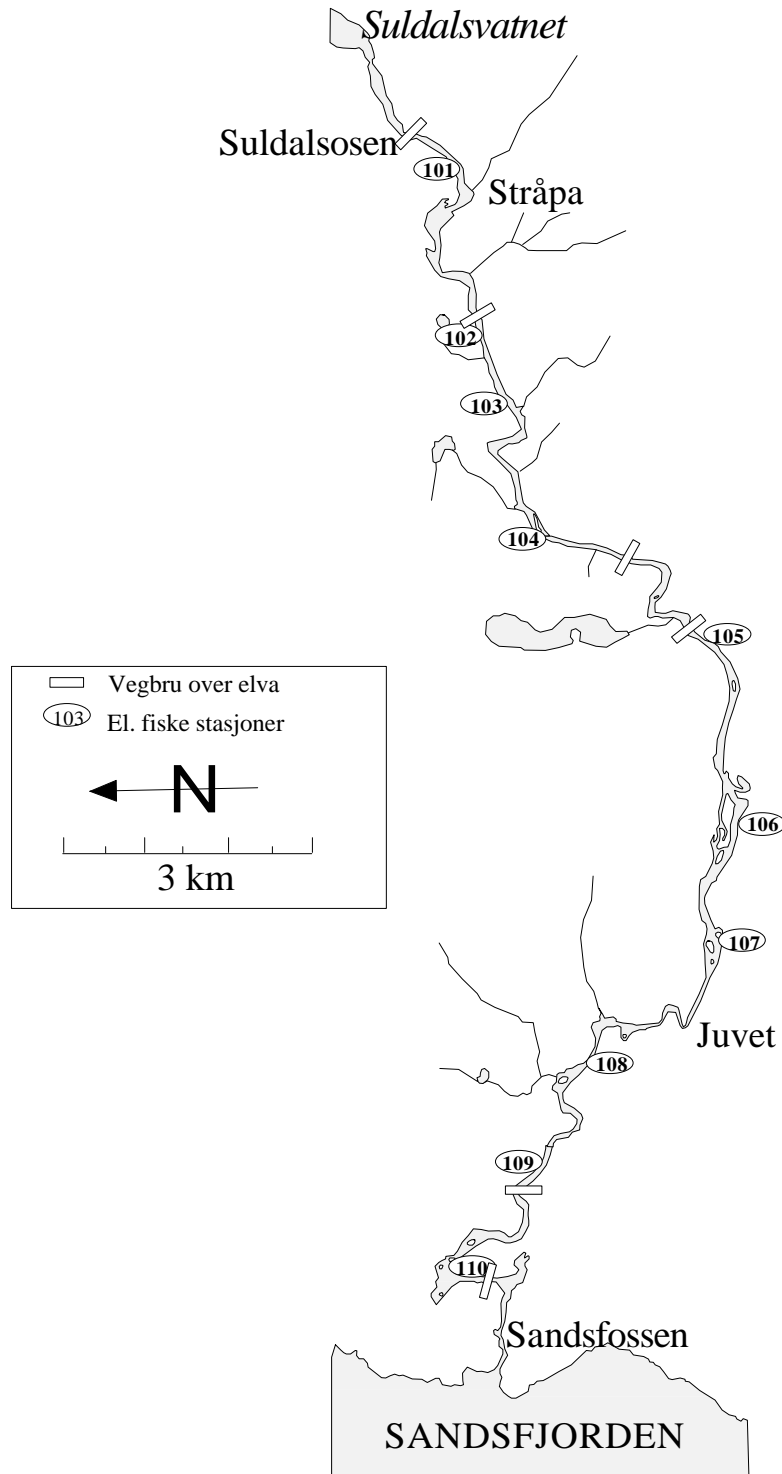 Suldalsvatnet
Suldalsosen
101
Stråpa
102
103
104
105
Vegbru over elva
103 El. fiske stasjoner
N
3 km
106
107
Juvet
108
109
110
Sandsfossen
SANDSFJORDEN